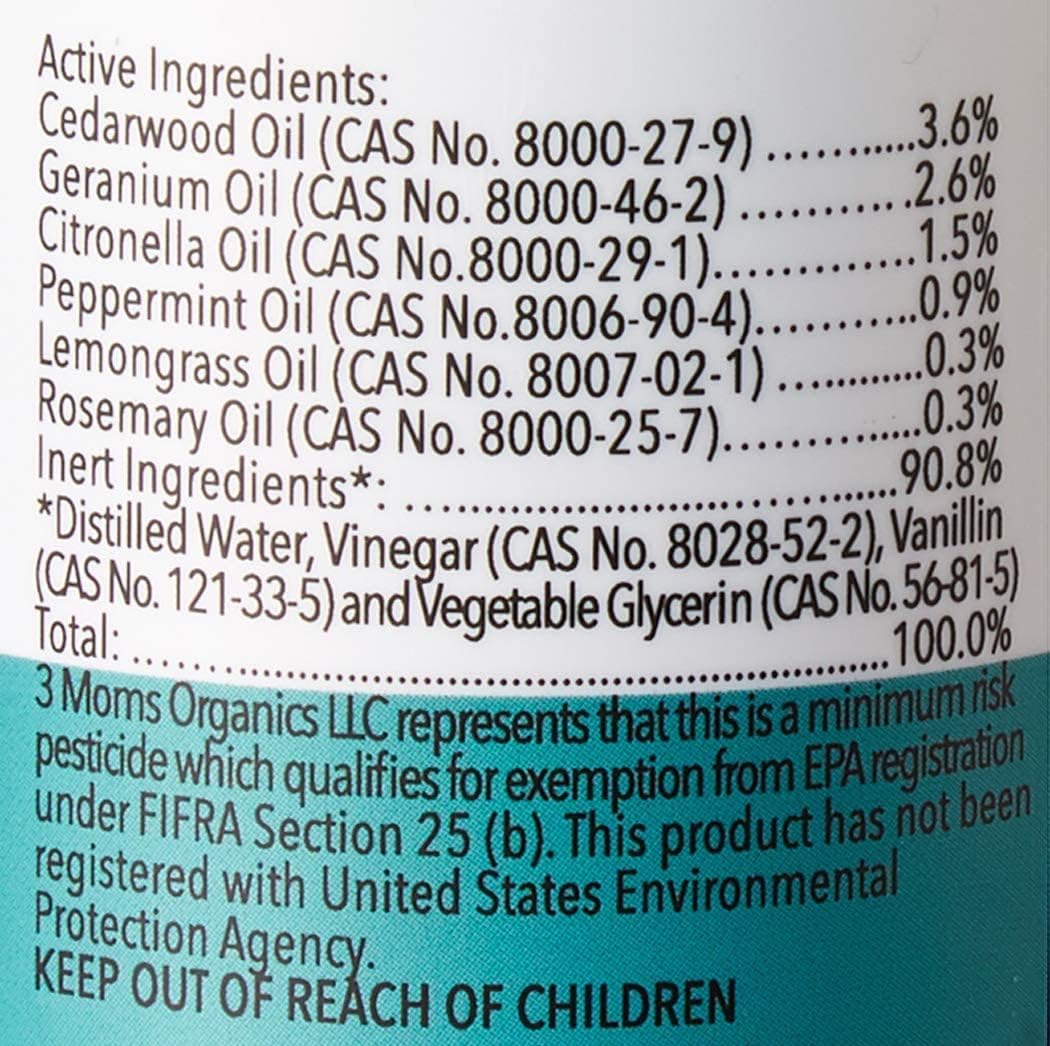 Active Ingredients:
Cedarwood Oil (CAS No. 8000-27-9) ...........3.6%
Geranium Oil (CAS No. 8000-46-2) ............2.6%
Citronella Oil (CAS No.8000-29-1)..............1.5%
Peppermint Oil (CAS No.8006-90-4)...........0.9%
Lemongrass Oil (CAS No. 8007-02-1) ............0.3%
Rosemary Oil (CAS No. 8000-25-7)..............0.3%
Inert Ingredients*: ........................................90.8%
*Distilled Water, Vinegar (CAS No. 8028-52-2), Vanillin
(CAS No. 121-33-5) and Vegetable Glycerin (CAS No. 56-81-5)
Total: ................................................................100.0%
3 Moms Organics LLC represents that this is a minimum risk
pesticide which qualifies for exemption from EPA registration
under FIFRA Section 25 (b). This product has not been
registered with United States Environmental
Protection Agency.
KEEP OUT OF REACH OF CHILDREN